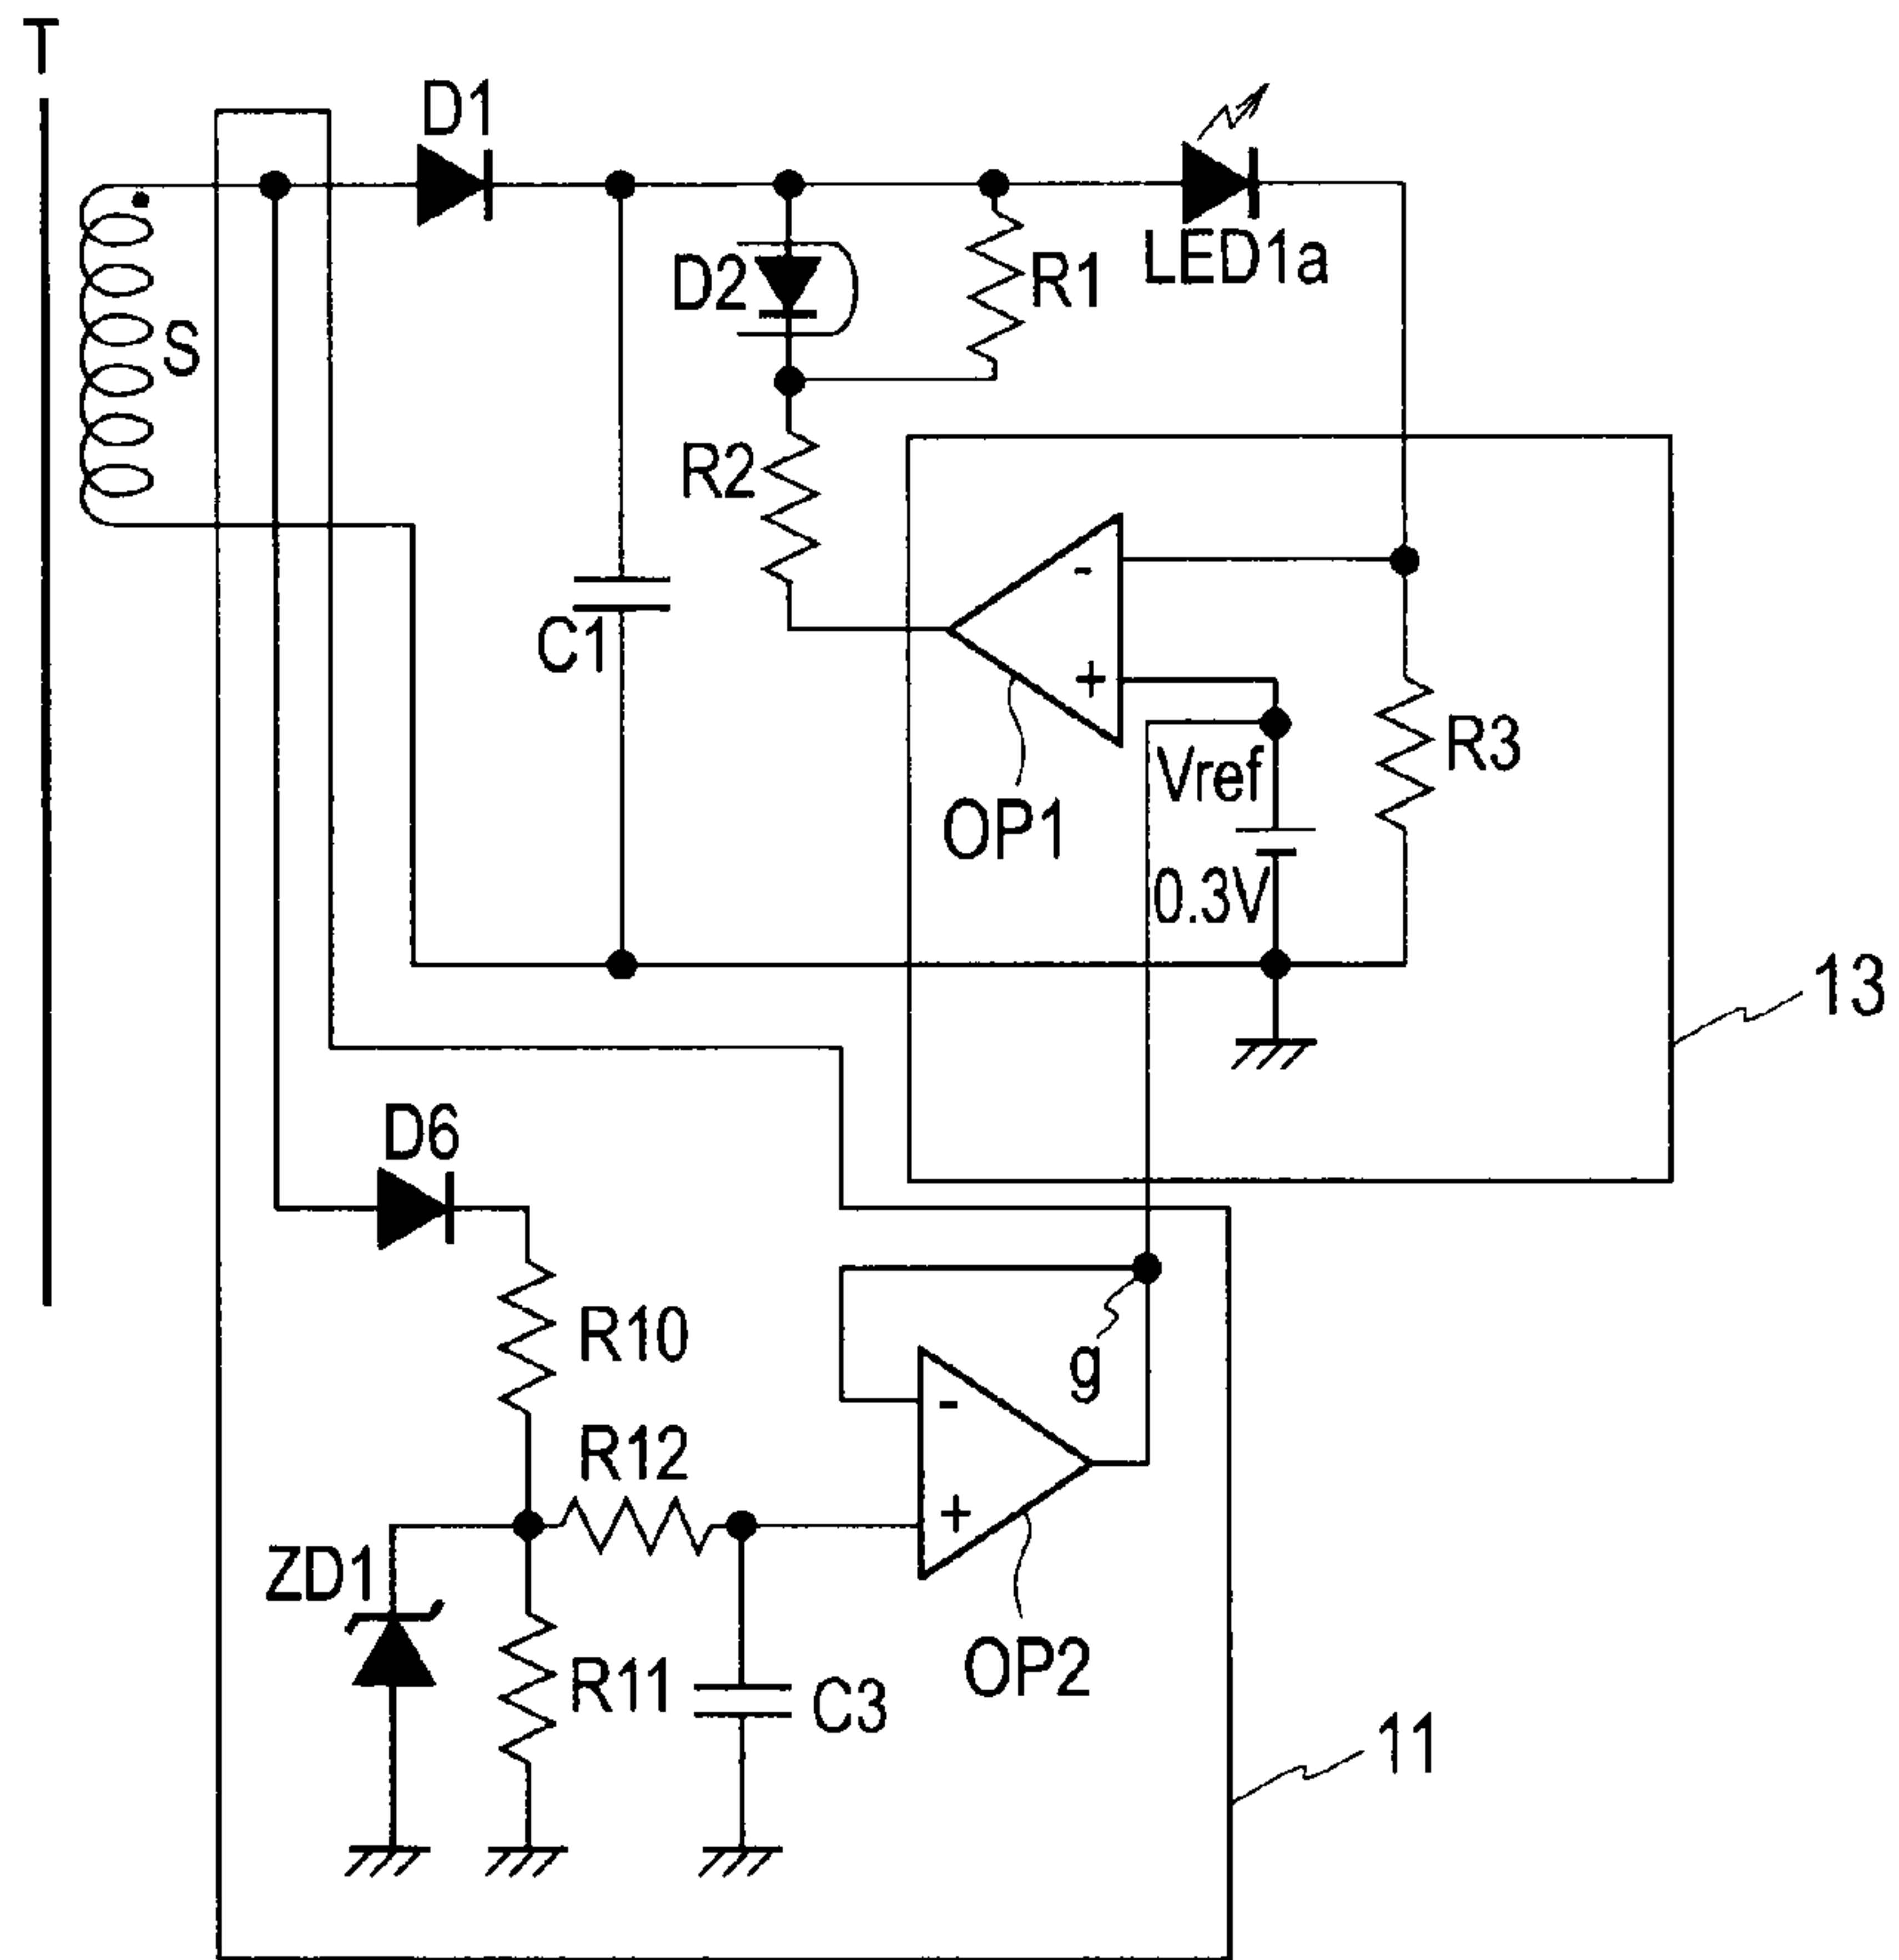 T
D1
LED1a
D2
R1
S
R2
-
C1
+
Vref
R3
OP1
0.3V
13
D6
R10
g
-
R12
+
ZD1
OP2
R11
C3
11